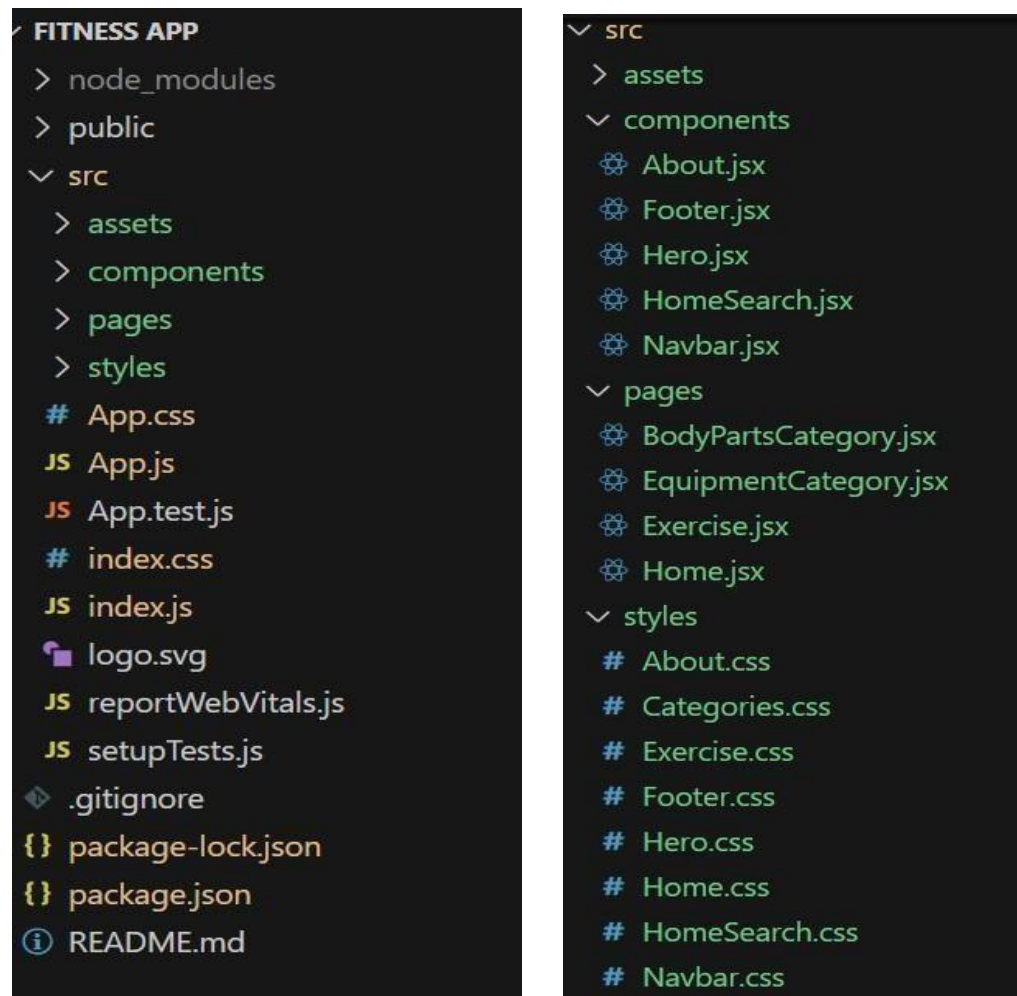 FITNESS APP
node_modules
public
src
assets
components
pages
styles
# App.css
JS App.js
JS App.test.js
# index.css
JS index.js
logo.svg
JS reportWebVitals.js
JS setupTests.js
.gitignore
{} package-lock.json
{} package.json
README.md
src
assets
components
About.jsx
Footer.jsx
Hero.jsx
HomeSearch.jsx
Navbar.jsx
pages
BodyPartsCategory.jsx
EquipmentCategory.jsx
Exercise.jsx
Home.jsx
styles
# About.css
# Categories.css
# Exercise.css
# Footer.css
# Hero.css
# Home.css
# HomeSearch.css
# Navbar.css